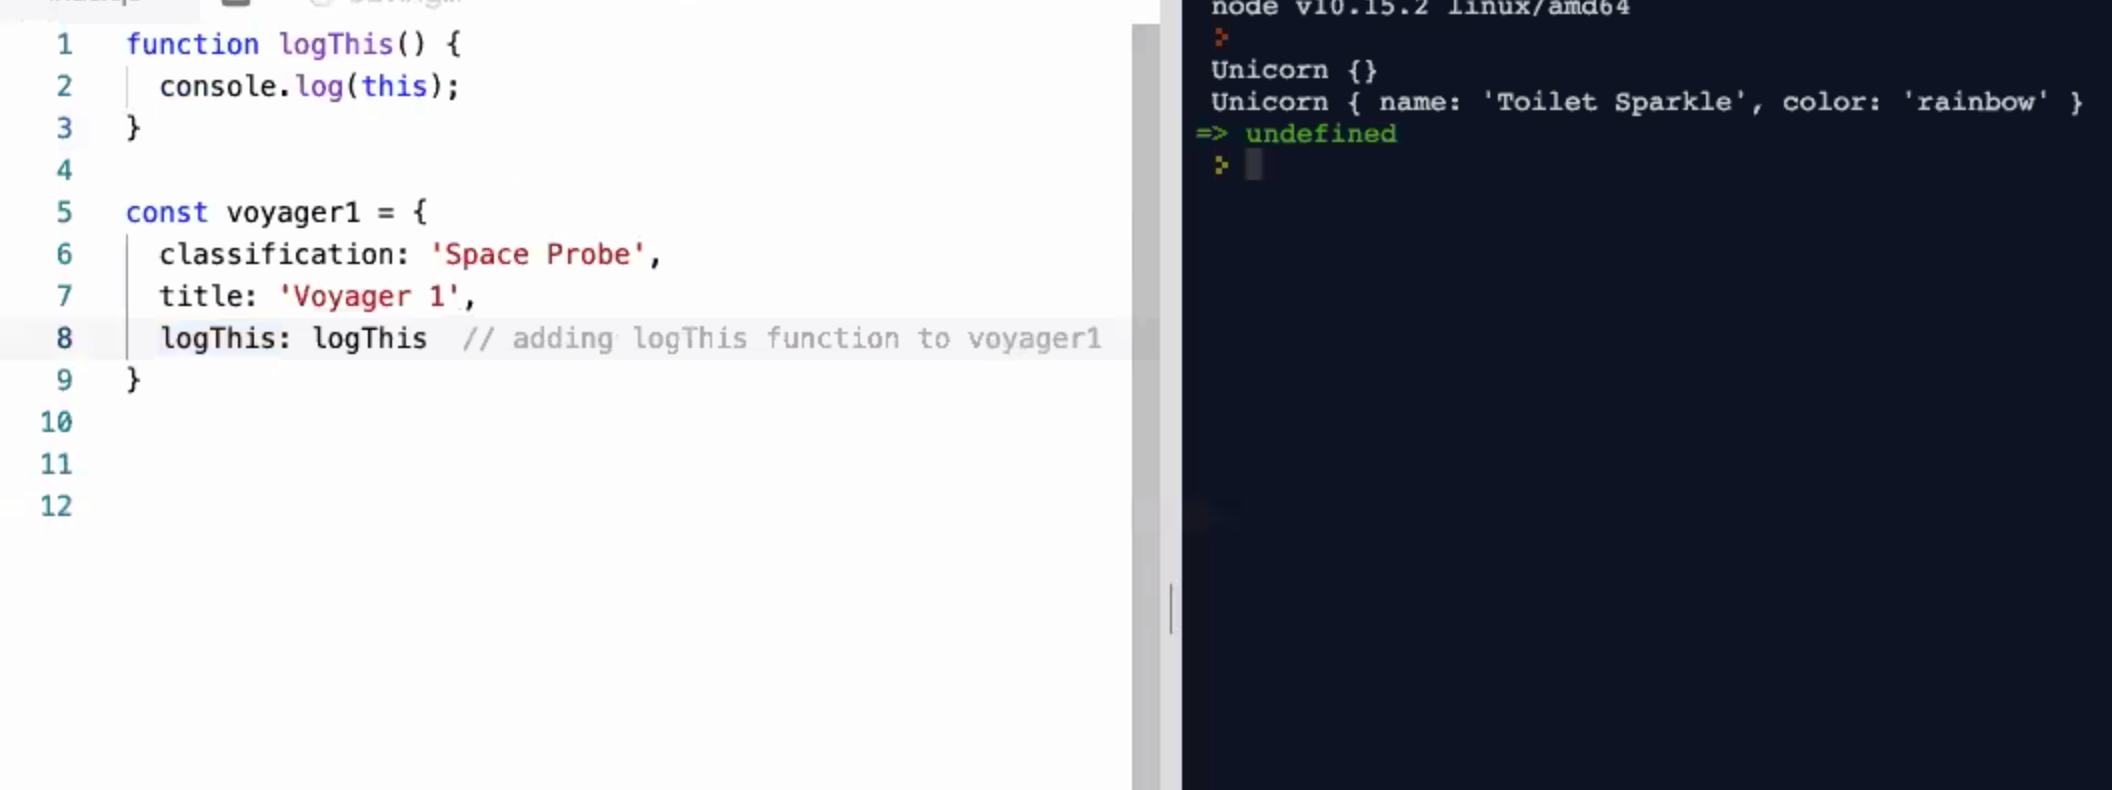 1 function logThis() {
2 console.log(this);
3 }
4
5 const voyager1 = {
6 classification: 'Space Probe',
7 title: 'Voyager 1',
8 logThis: logThis // adding logThis function to voyager1
9 }
10
11
12
node v10.15.2 linux/amd64
Unicorn {}
Unicorn { name: 'Toilet Sparkle', color: 'rainbow' }
=> undefined